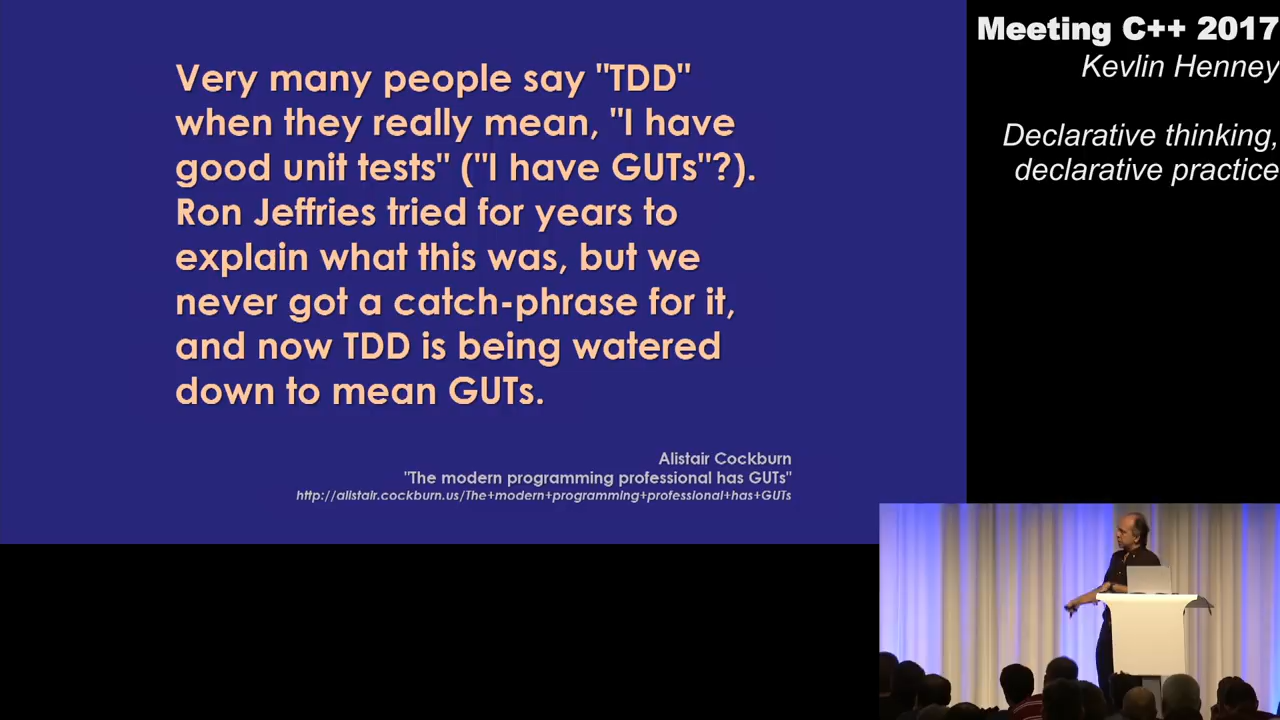 Very many people say "TDD"
when they really mean, "I have
good unit tests" ("I have GUTs"?).
Ron Jeffries tried for years to
explain what this was, but we
never got a catch-phrase for it,
and now TDD is being watered
down to mean GUTs.
Alistair Cockburn
"The modern programming professional has GUTs"
http://alistair.cockburn.us/The+modern+programming+professional+has+GUTs
Meeting C++ 2017
Kevlin Henney
Declarative thinking,
declarative practice